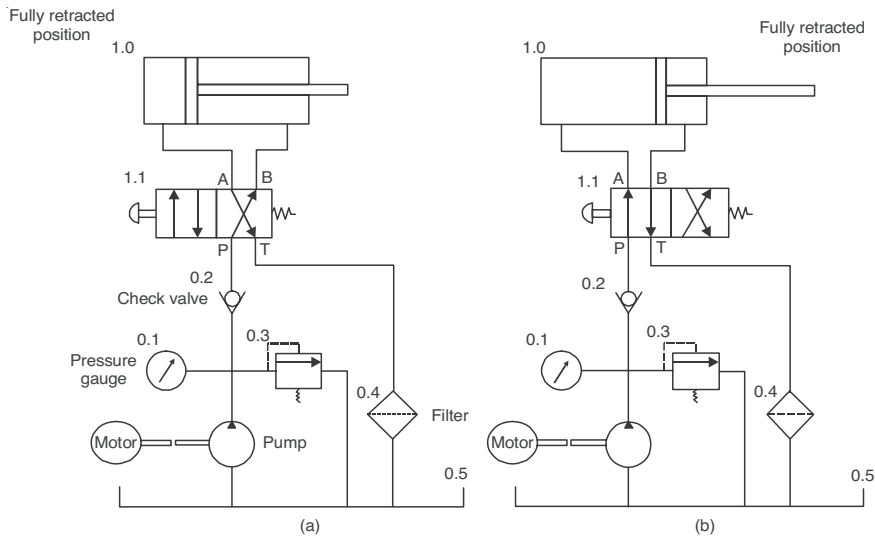 Fully retracted
position
1.0
A
B
1.1
P
T
0.2
Check valve
0.1
0.3
Pressure
gauge
0.4
Filter
Motor
Pump
0.5
(a)
Fully retracted
position
1.0
1.1
A
B
P
T
0.2
0.1
0.3
0.4
Motor
0.5
(b)